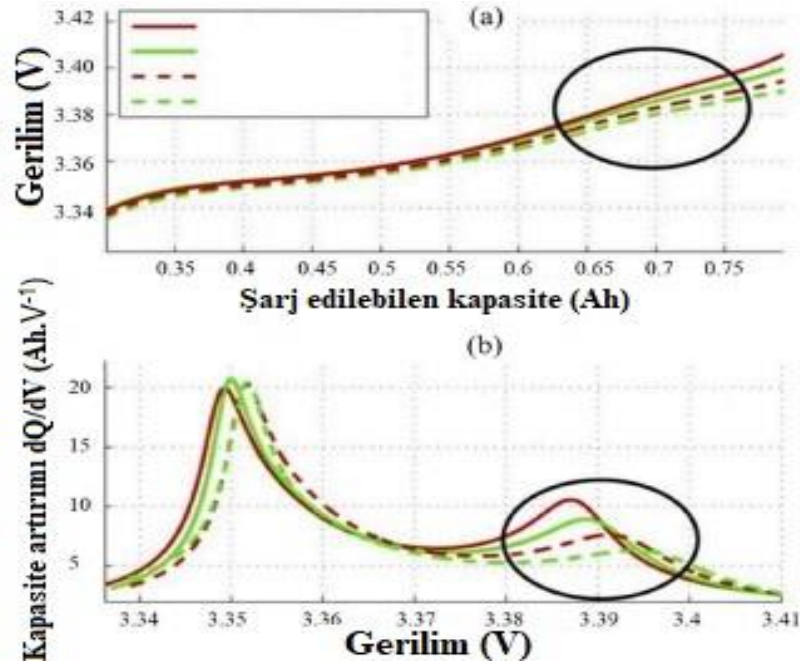 (a)
Gerilim (V)
3.42
3.40
3.38
3.36
3.34
0.35 0.4 0.45 0.5 0.55 0.6 0.65 0.7 0.75
Şarj edilebilen kapasite (Ah)
(b)
Kapasite artırımı dQ/dV (Ah.V-1)
20
15
10
5
3.34 3.35 3.36 3.37 3.38 3.39 3.4 3.41
Gerilim (V)